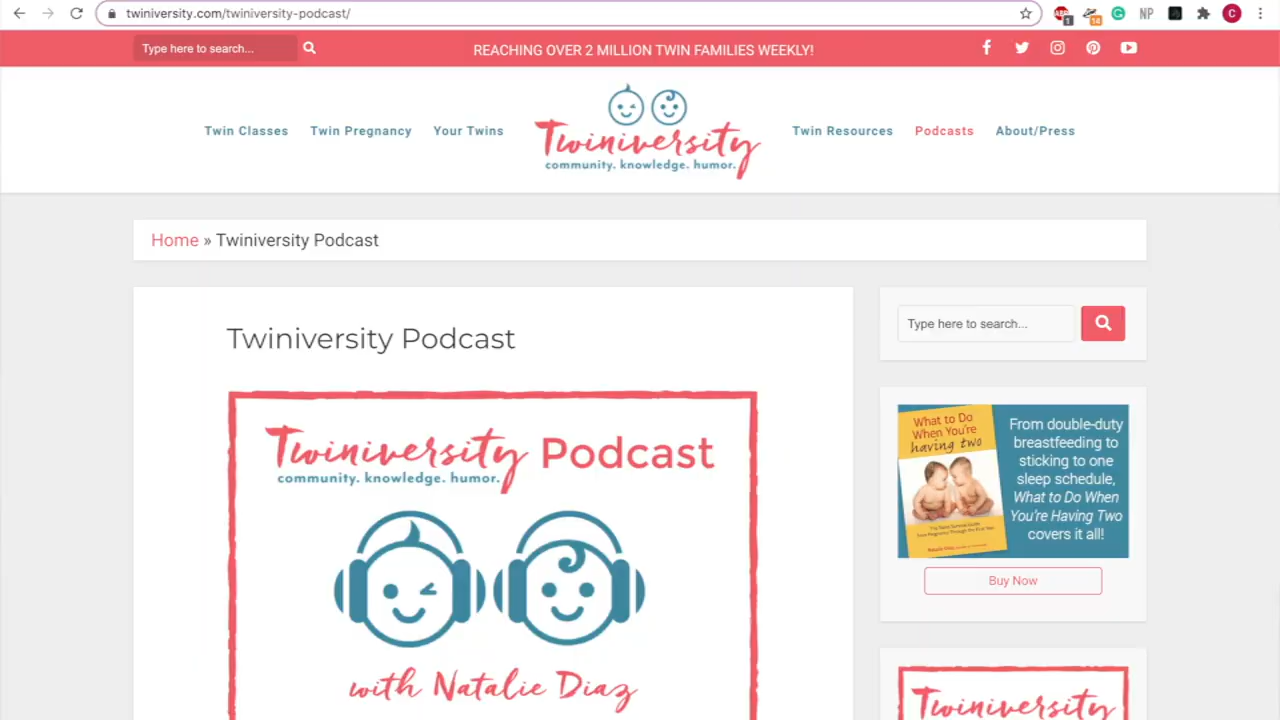 twiniversity.com/twiniversity-podcast/
ABP
1
14
NP
C
Type here to search...
REACHING OVER 2 MILLION TWIN FAMILIES WEEKLY!
Twin Classes
Twin Pregnancy
Your Twins
Twiniversity
community. knowledge. humor.
Twin Resources
Podcasts
About/Press
Home » Twiniversity Podcast
Twiniversity Podcast
Twiniversity Podcast
community. knowledge. humor.
with Natalie Diaz
Type here to search...
What to Do
When You're
having two
From double-duty
breastfeeding to
sticking to one
sleep schedule,
What to Do When
You're Having Two
covers it all!
Buy Now
Twiniversity